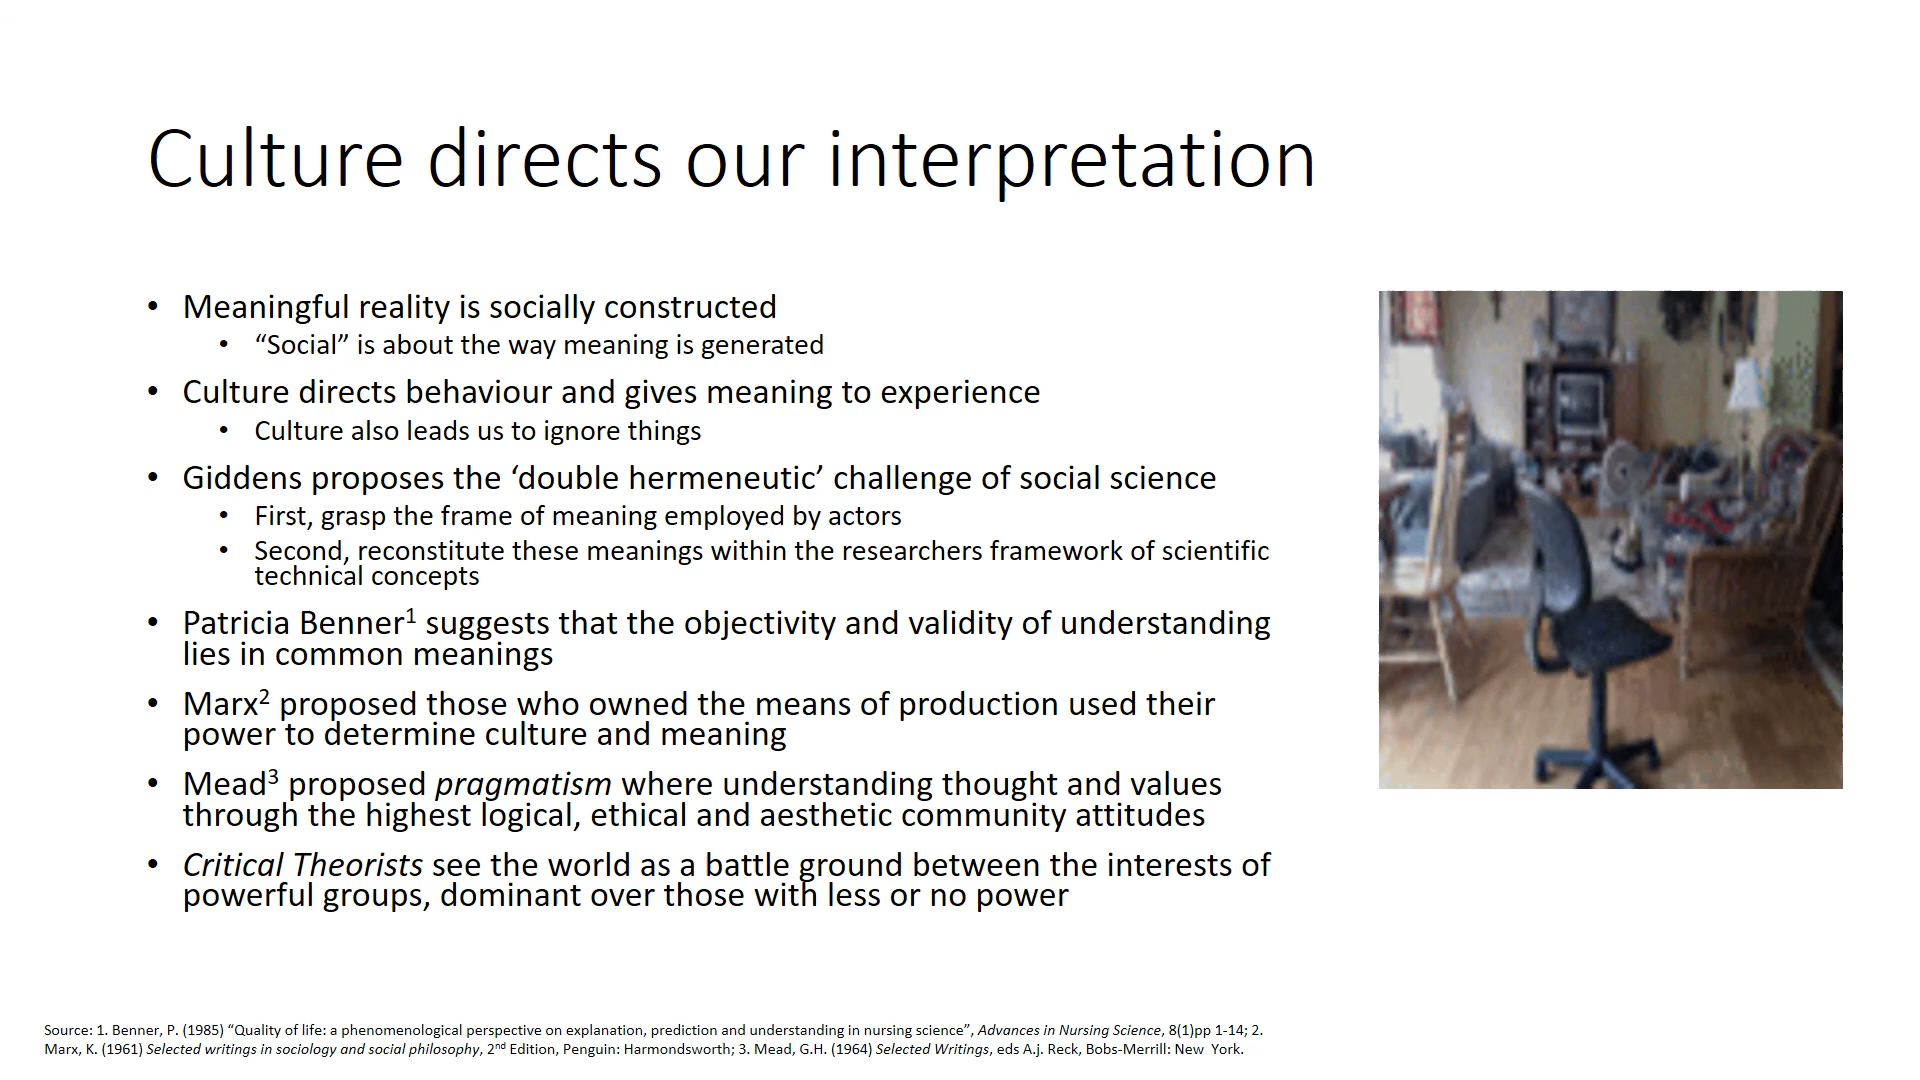 Culture directs our interpretation
• Meaningful reality is socially constructed
• “Social” is about the way meaning is generated
• Culture directs behaviour and gives meaning to experience
• Culture also leads us to ignore things
• Giddens proposes the ‘double hermeneutic’ challenge of social science
• First, grasp the frame of meaning employed by actors
• Second, reconstitute these meanings within the researchers framework of scientific
technical concepts
• Patricia Benner¹ suggests that the objectivity and validity of understanding
lies in common meanings
• Marx² proposed those who owned the means of production used their
power to determine culture and meaning
• Mead³ proposed pragmatism where understanding thought and values
through the highest logical, ethical and aesthetic community attitudes
• Critical Theorists see the world as a battle ground between the interests of
powerful groups, dominant over those with less or no power
Source: 1. Benner, P. (1985) “Quality of life: a phenomenological perspective on explanation, prediction and understanding in nursing science”, Advances in Nursing Science, 8(1)pp 1-14; 2.
Marx, K. (1961) Selected writings in sociology and social philosophy, 2nd Edition, Penguin: Harmondsworth; 3. Mead, G.H. (1964) Selected Writings, eds A.j. Reck, Bobs-Merrill: New York.